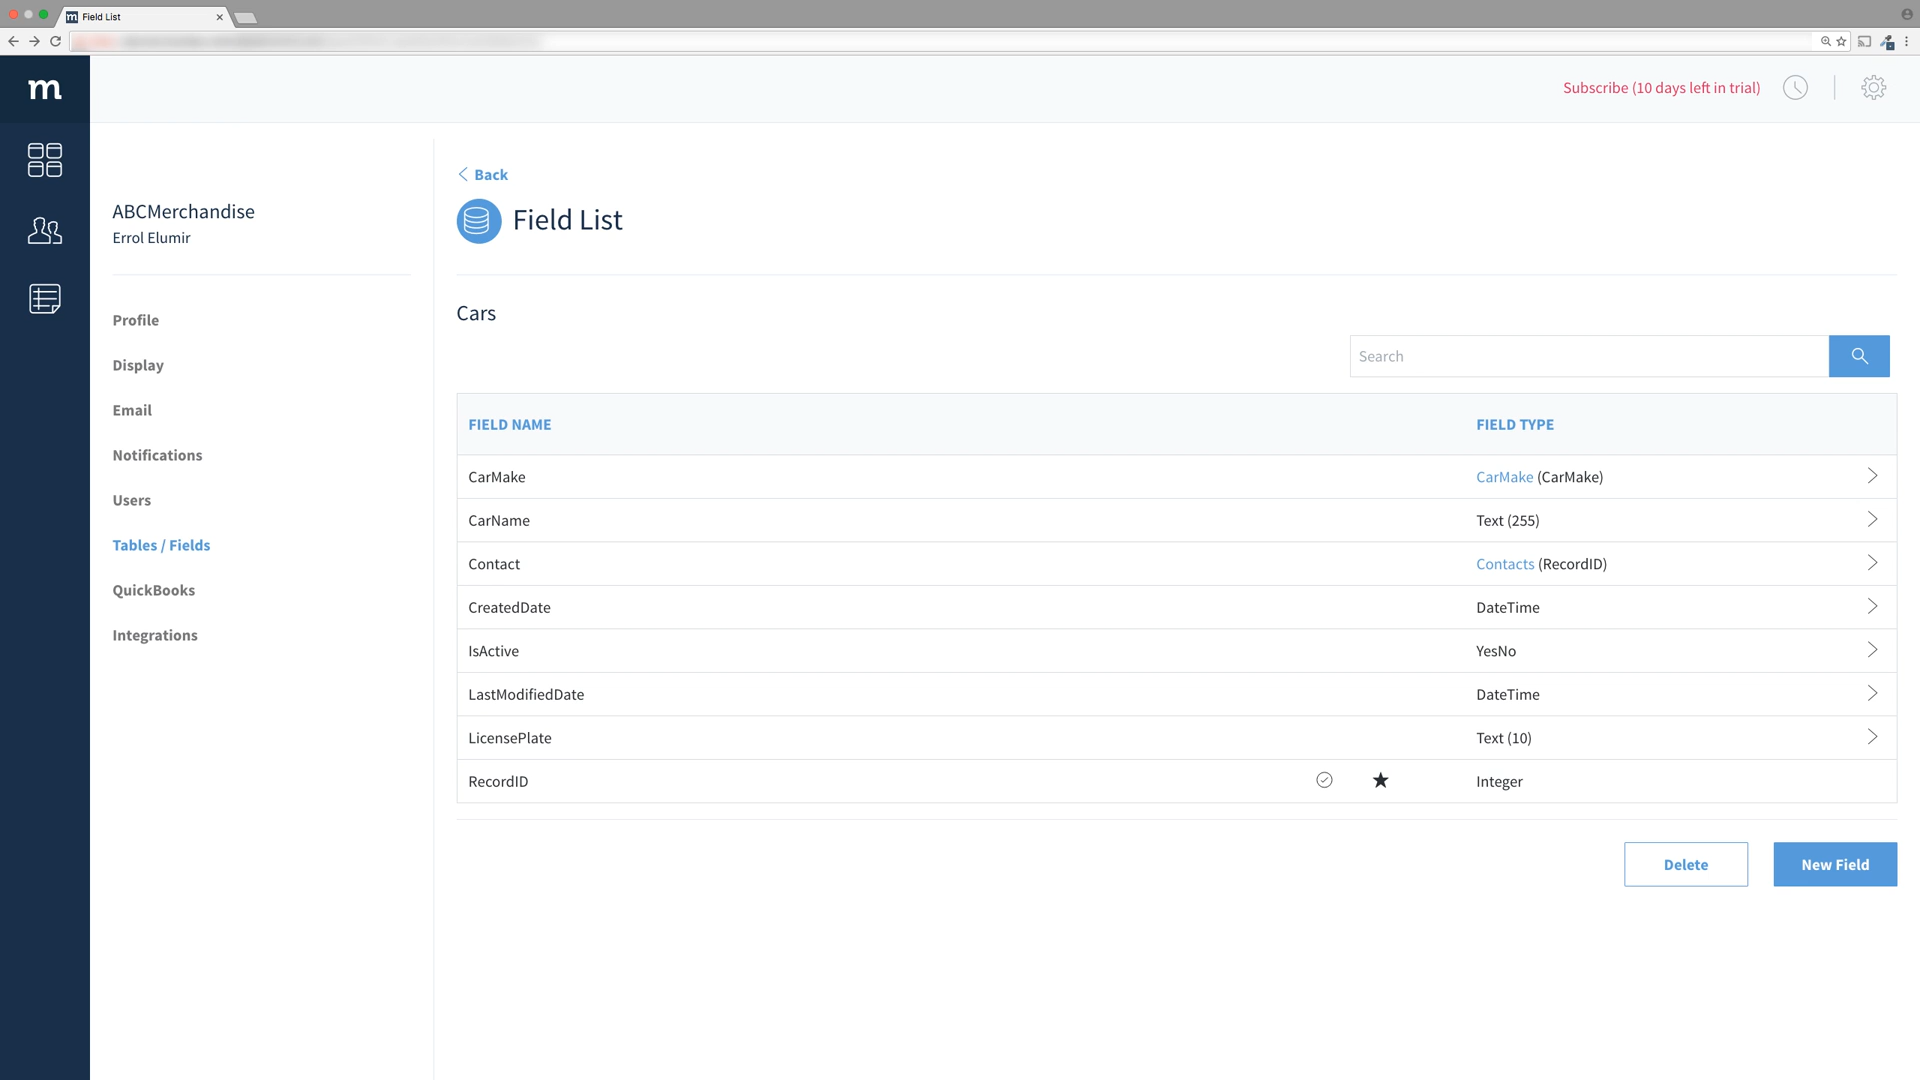 Field List
m
Subscribe (10 days left in trial)
ABCMerchandise
Errol Elumir
Profile
Display
Email
Notifications
Users
Tables / Fields
QuickBooks
Integrations
Back
Field List
Cars
Search
FIELD NAME FIELD TYPE
CarMake CarMake (CarMake)
CarName Text (255)
Contact Contacts (RecordID)
CreatedDate DateTime
IsActive YesNo
LastModifiedDate DateTime
LicensePlate Text (10)
RecordID Integer
Delete New Field